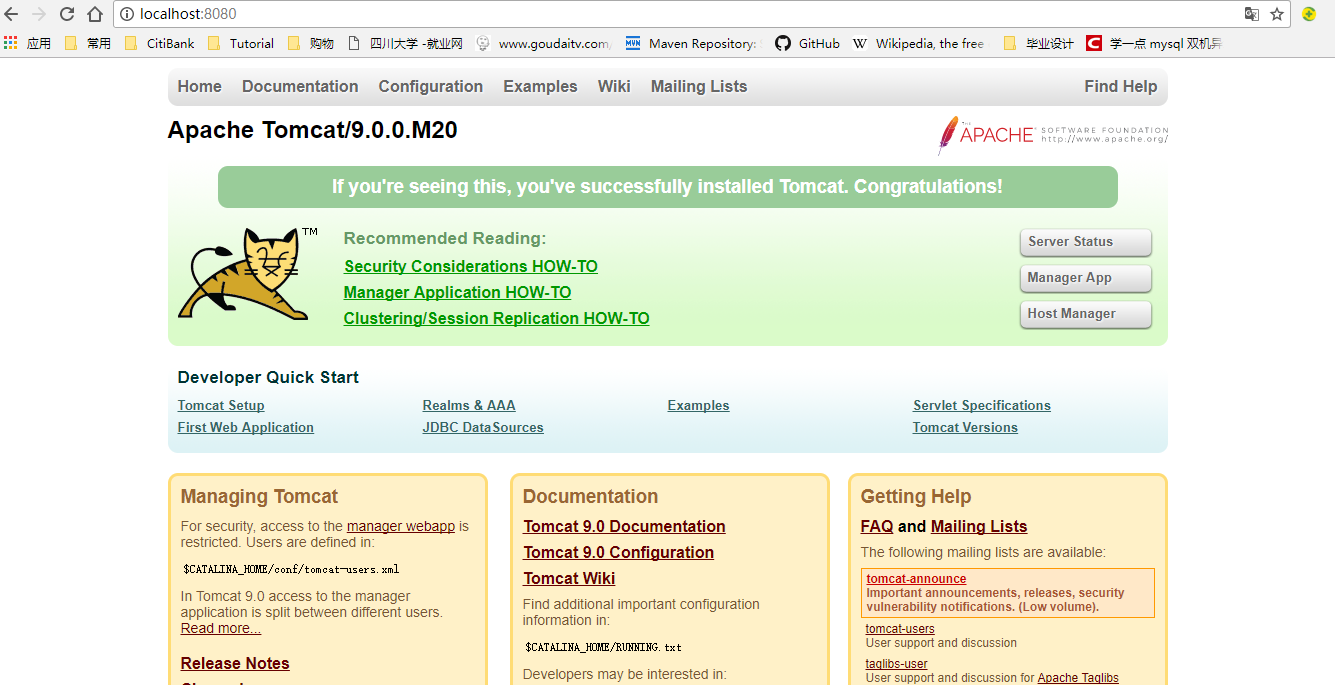 localhost:8080
应用 常用 CitiBank Tutorial 购物 四川大学 -就业网 www.goudaitv.com Maven Repository: GitHub Wikipedia, the free 毕业设计 学一点 mysql 双机
Home Documentation Configuration Examples Wiki Mailing Lists Find Help
Apache Tomcat/9.0.0.M20
THE APACHE SOFTWARE FOUNDATION
http://www.apache.org/
If you're seeing this, you've successfully installed Tomcat. Congratulations!
TM
Recommended Reading:
Security Considerations HOW-TO
Manager Application HOW-TO
Clustering/Session Replication HOW-TO
Server Status
Manager App
Host Manager
Developer Quick Start
Tomcat Setup
First Web Application
Realms & AAA
JDBC DataSources
Examples
Servlet Specifications
Tomcat Versions
Managing Tomcat
For security, access to the manager webapp is
restricted. Users are defined in:
$CATALINA_HOME/conf/tomcat-users.xml
In Tomcat 9.0 access to the manager
application is split between different users.
Read more...
Release Notes
Documentation
Tomcat 9.0 Documentation
Tomcat 9.0 Configuration
Tomcat Wiki
Find additional important configuration
information in:
$CATALINA_HOME/RUNNING.txt
Developers may be interested in:
Getting Help
FAQ and Mailing Lists
The following mailing lists are available:
tomcat-announce
Important announcements, releases, security
vulnerability notifications. (Low volume).
tomcat-users
User support and discussion
taglibs-user
User support and discussion for Apache Taglibs